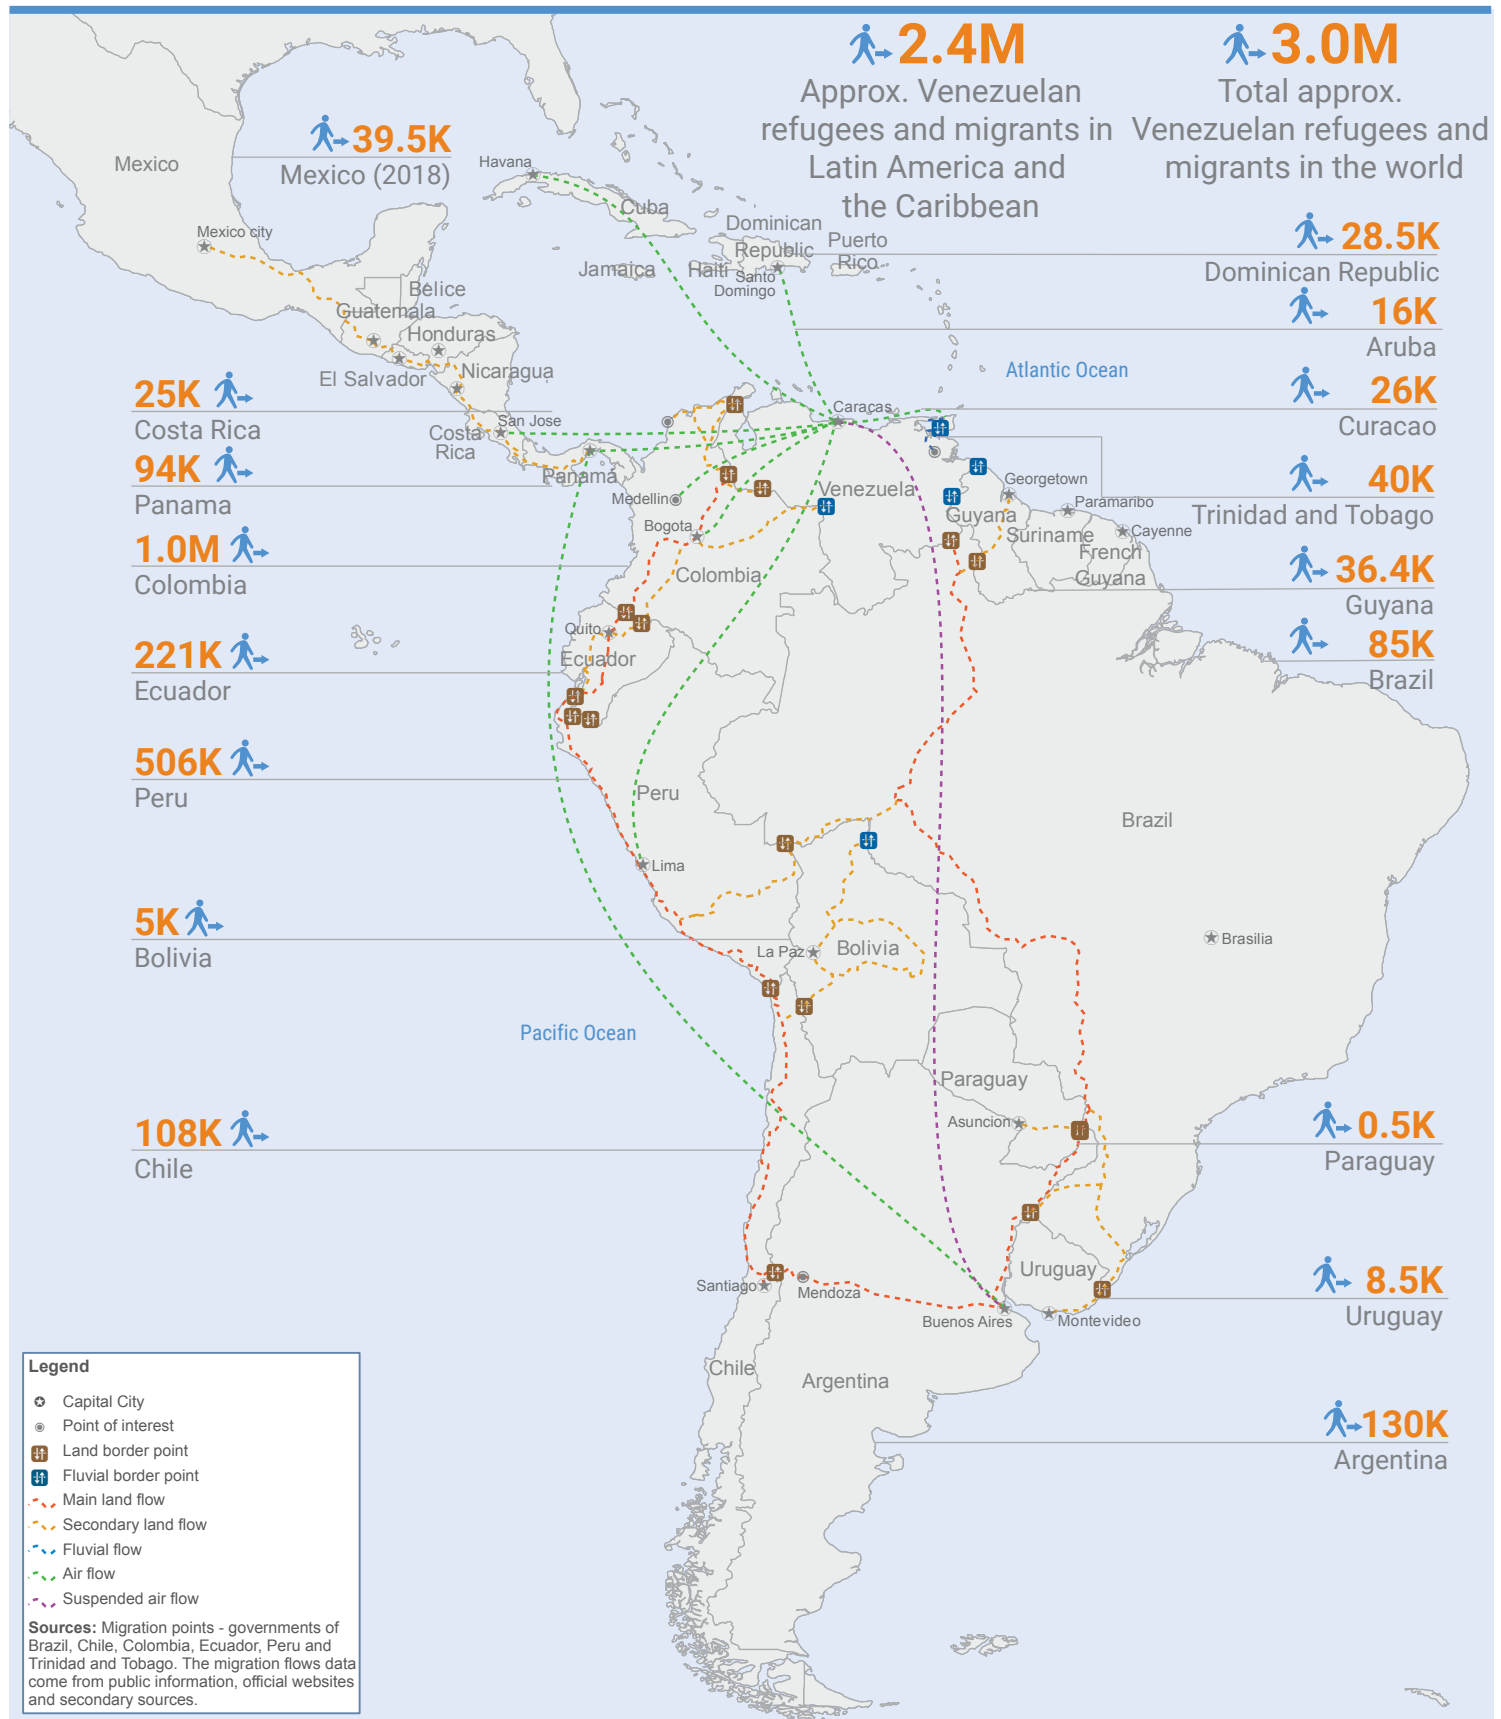 2.4M
Approx. Venezuelan
refugees and migrants in
Latin America and
the Caribbean
3.0M
Total approx.
Venezuelan refugees and
migrants in the world
39.5K
Mexico (2018)
28.5K
Dominican Republic
16K
Aruba
26K
Curacao
40K
Trinidad and Tobago
36.4K
Guyana
85K
Brazil
25K
Costa Rica
94K
Panama
1.0M
Colombia
221K
Ecuador
506K
Peru
5K
Bolivia
108K
Chile
0.5K
Paraguay
8.5K
Uruguay
130K
Argentina
Mexico
Mexico city
Havana
Cuba
Jamaica
Haiti
Dominican
Republic
Santo
Domingo
Puerto
Rico
Belice
Guatemala
Honduras
El Salvador
Nicaragua
San Jose
Costa
Rica
Panama
Atlantic Ocean
Caracas
Venezuela
Medellin
Bogota
Colombia
Georgetown
Guyana
Paramaribo
Suriname
Cayenne
French
Guyana
Quito
Ecuador
Peru
Lima
Brazil
Brasilia
La Paz
Bolivia
Pacific Ocean
Paraguay
Asuncion
Uruguay
Montevideo
Santiago
Mendoza
Buenos Aires
Chile
Argentina
Legend
Capital City
Point of interest
Land border point
Fluvial border point
Main land flow
Secondary land flow
Fluvial flow
Air flow
Suspended air flow
Sources: Migration points - governments of
Brazil, Chile, Colombia, Ecuador, Peru and
Trinidad and Tobago. The migration flows data
come from public information, official websites
and secondary sources.